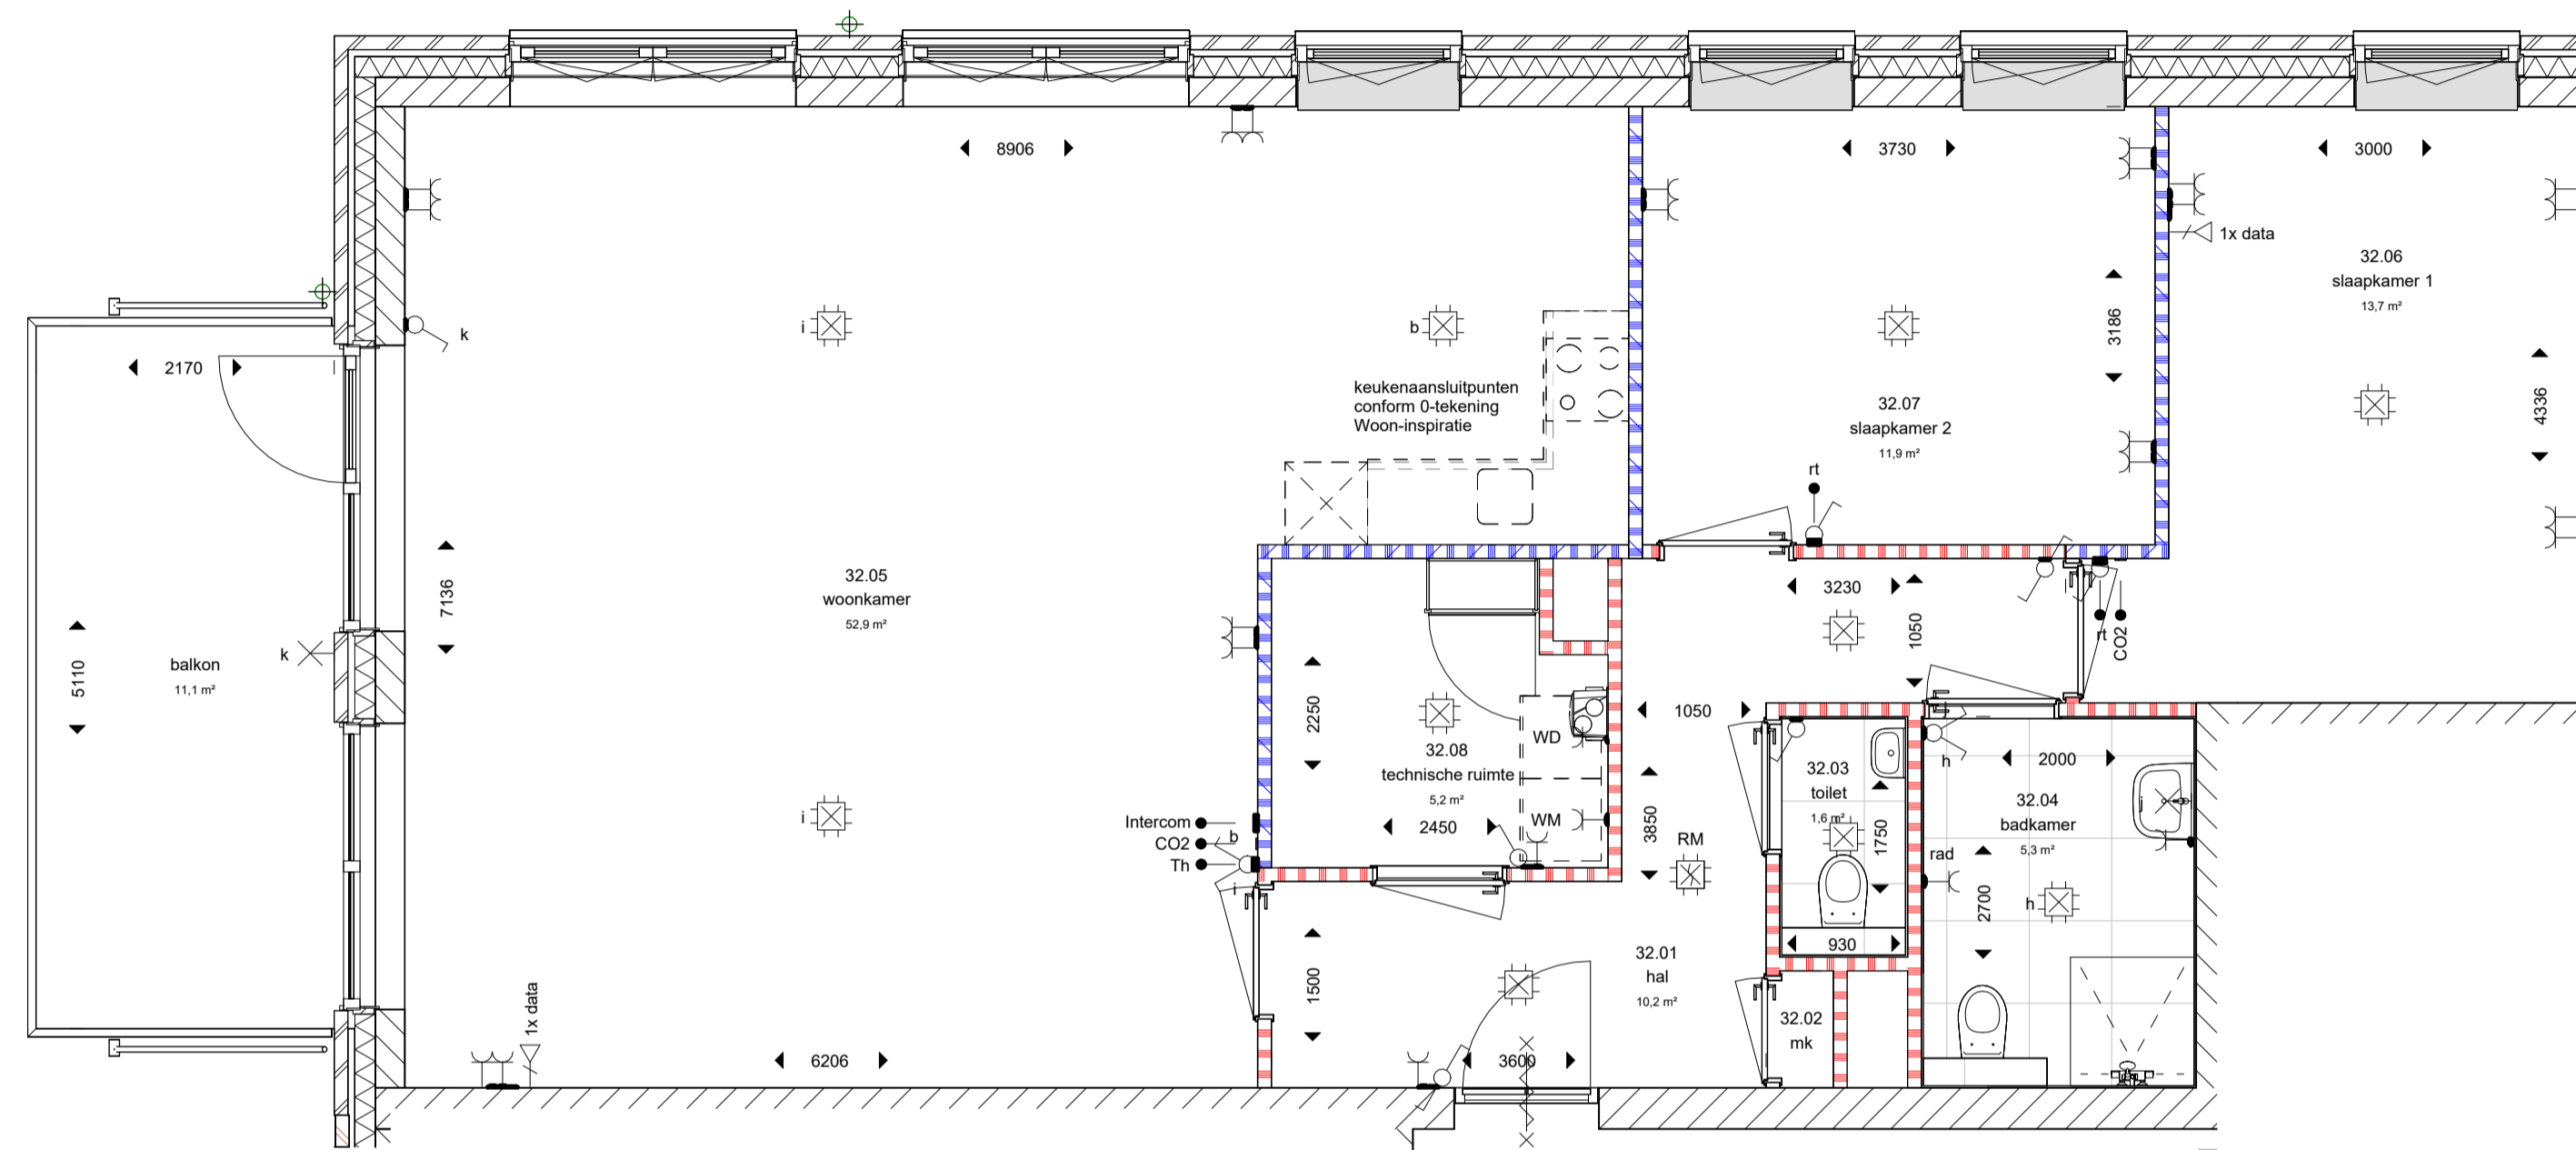 8906
3730
3000
1x data
32.06
slaapkamer 1
13,7 m²
i
b
k
3186
2170
keukenaansluitpunten
conform 0-tekening
Woon-inspiratie
32.07
slaapkamer 2
11,9 m²
4336
rt
7136
32.05
woonkamer
52,9 m²
3230
1050
rt
CO2
k
balkon
11,1 m²
5110
2250
1050
WD
32.08
technische ruimte
5,2 m²
2450
WM
32.03
toilet
1,6 m²
1750
h
2000
32.04
badkamer
5,3 m²
i
Intercom
CO2
Th
b
i
3850
RM
rad
2700
h
930
32.01
hal
10,2 m²
1500
1x data
32.02
mk
6206
3600